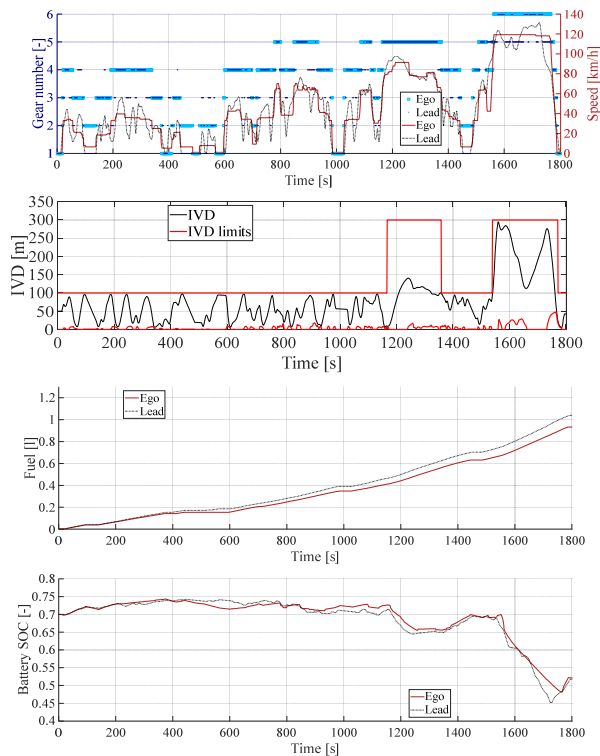 Gear number [-]
6
5
4
3
2
1
140
120
100
80
60
40
20
0
Speed [km/h]
Ego
Lead
Ego
Lead
0 200 400 600 800 1000 1200 1400 1600 1800
Time [s]
IVD [m]
350
300
250
200
150
100
50
0
IVD
IVD limits
0 200 400 600 800 1000 1200 1400 1600 1800
Time [s]
Fuel [l]
1.2
1
0.8
0.6
0.4
0.2
0
Ego
Lead
0 200 400 600 800 1000 1200 1400 1600 1800
Time [s]
Battery SOC [-]
0.8
0.75
0.7
0.65
0.6
0.55
0.5
0.45
0.4
Ego
Lead
0 200 400 600 800 1000 1200 1400 1600 1800
Time [s]